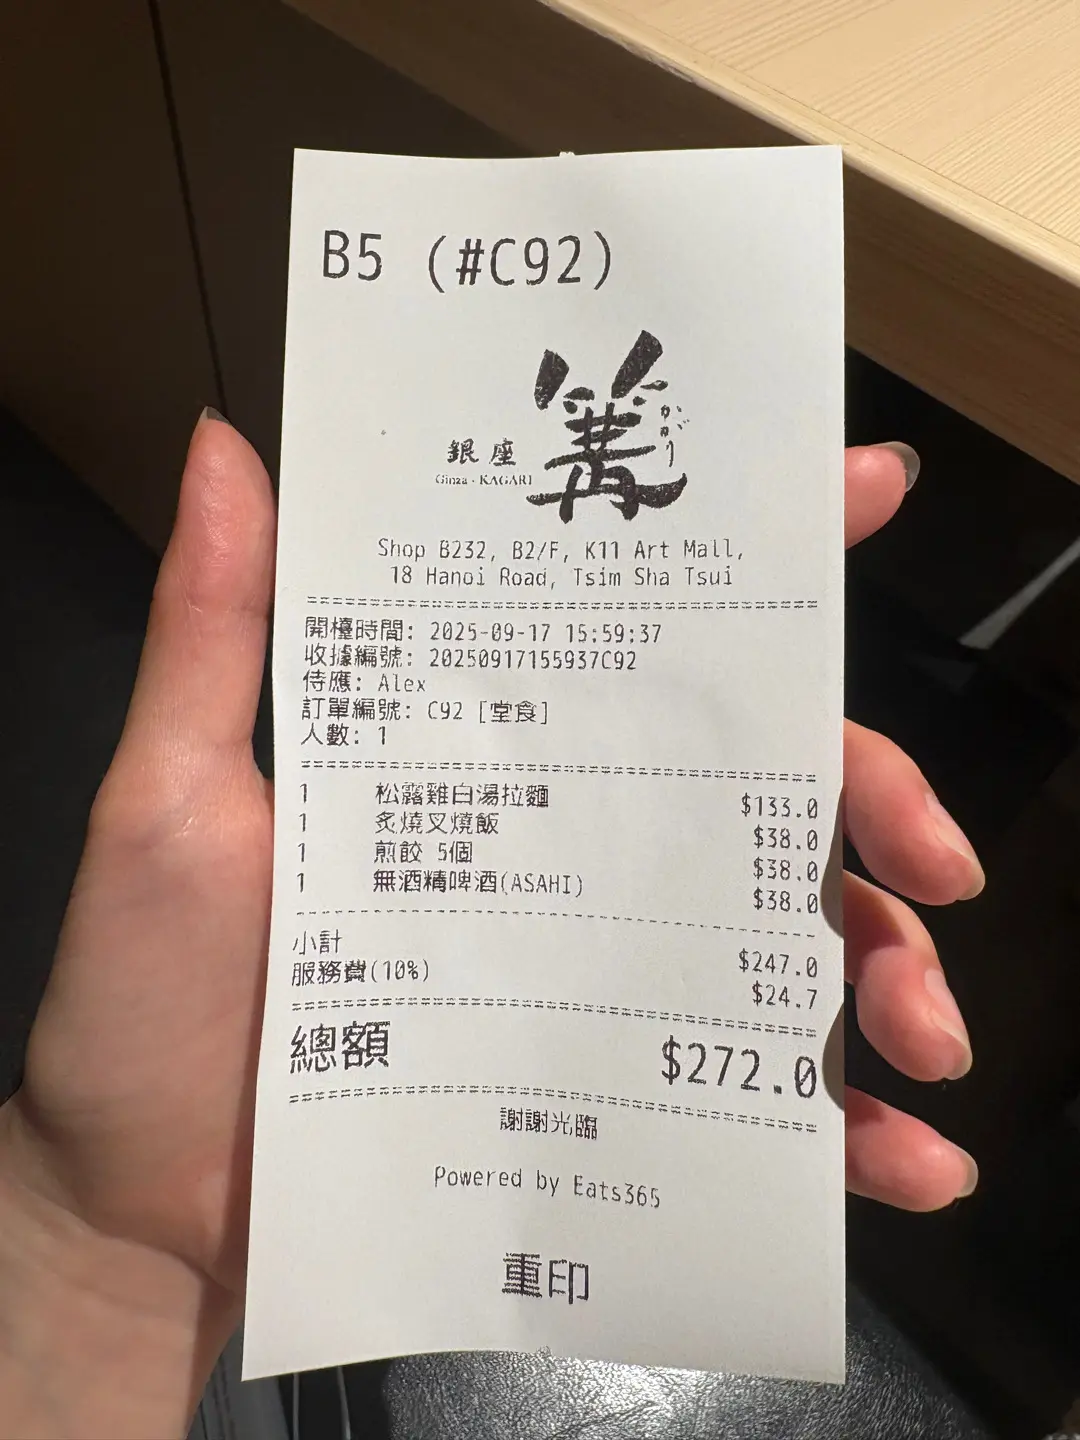 B5 (#C92)
篝
かがり
銀座
Ginza · KAGARI
Shop B232, B2/F, K11 Art Mall,
18 Hanoi Road, Tsim Sha Tsui
開檯時間: 2025-09-17 15:59:37
收據編號: 20250917155937C92
侍應: Alex
訂單編號: C92 [堂食]
人數: 1
1 松露雞白湯拉麵 $133.0
1 炙燒叉燒飯 $38.0
1 煎餃 5個 $38.0
1 無酒精啤酒(ASAHI) $38.0
小計 $247.0
服務費(10%) $24.7
總額 $272.0
謝謝光臨
Powered by Eats365
重印